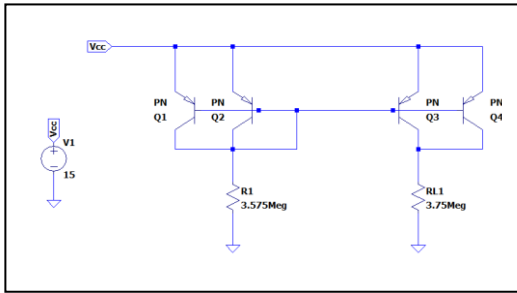 Vcc
PN PN PN PN
Q1 Q2 Q3 Q4
Vcc
V1
15
R1
3.575Meg
RL1
3.75Meg